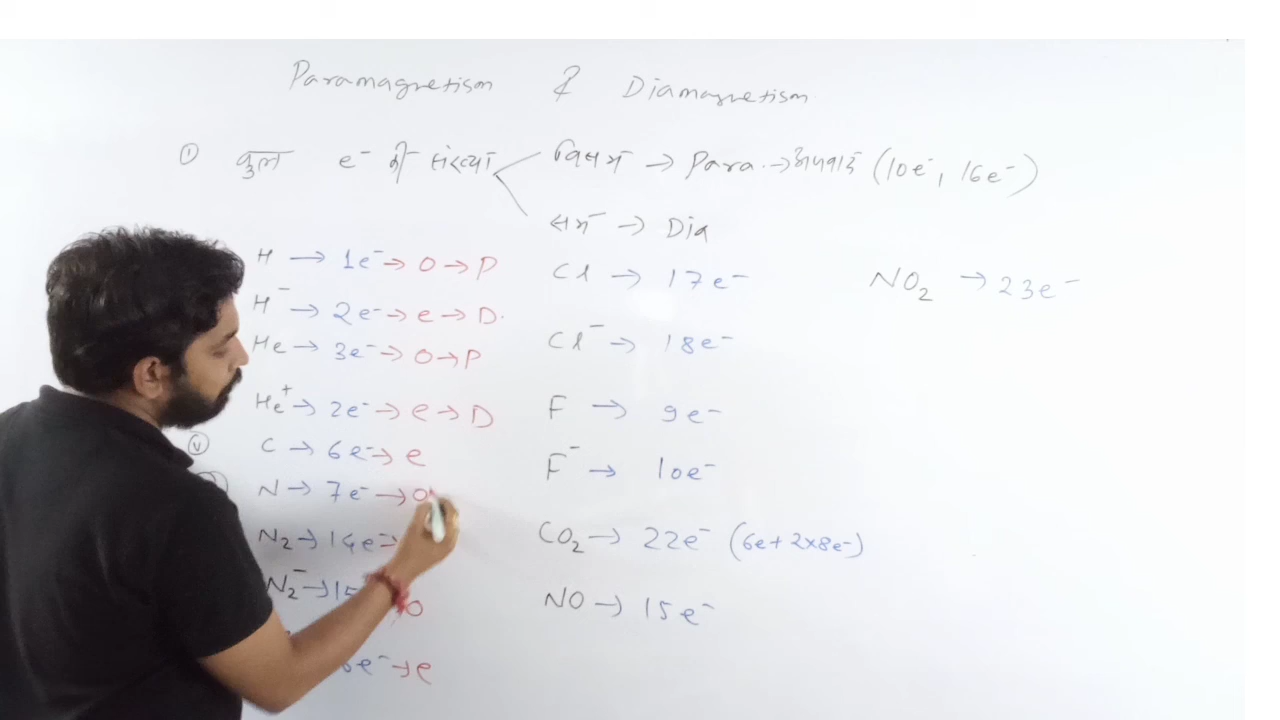 Paramagnetism & Diamagnetism
① कुल e⁻ की संख्या
विषम → Para. → अपवाद (10e⁻, 16e⁻)
सम → Dia
H → 1e⁻ → O → P
H⁻ → 2e⁻ → e → D.
He → 3e⁻ → O → P
He⁺ → 2e⁻ → e → D
Ⓥ C → 6e⁻ → e
N → 7e⁻ → O
N₂ → 14e⁻
N₂⁻ → 15
O
6e⁻ → e
Cl → 17e⁻
Cl⁻ → 18e⁻
F → 9e⁻
F⁻ → 10e⁻
CO₂ → 22e⁻ (6e + 2×8e⁻)
NO → 15e⁻
NO₂ → 23e⁻